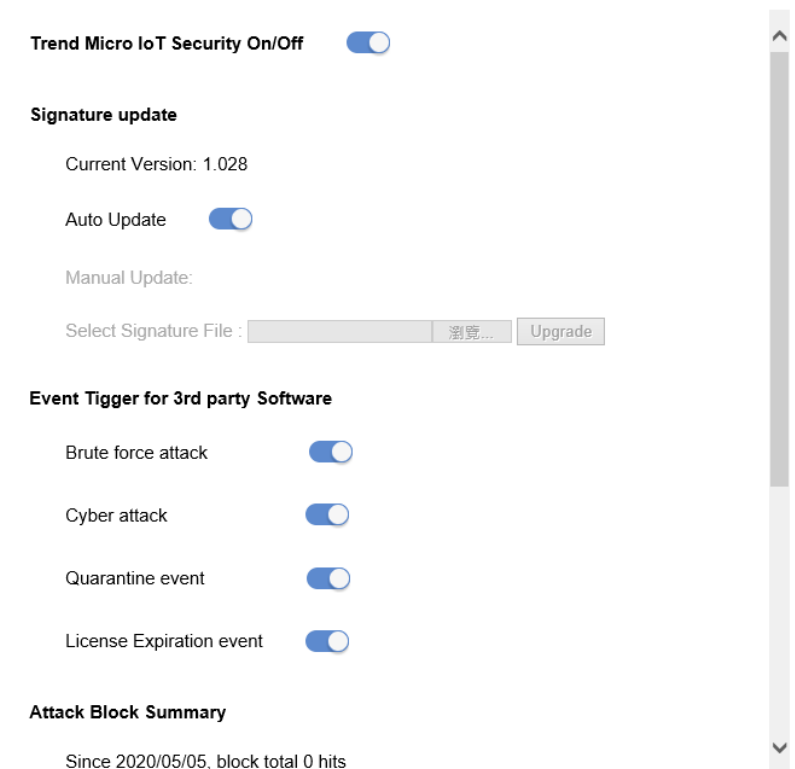 Trend Micro IoT Security On/Off
Signature update
Current Version: 1.028
Auto Update
Manual Update:
Select Signature File : 瀏覽... Upgrade
Event Tigger for 3rd party Software
Brute force attack
Cyber attack
Quarantine event
License Expiration event
Attack Block Summary
Since 2020/05/05, block total 0 hits